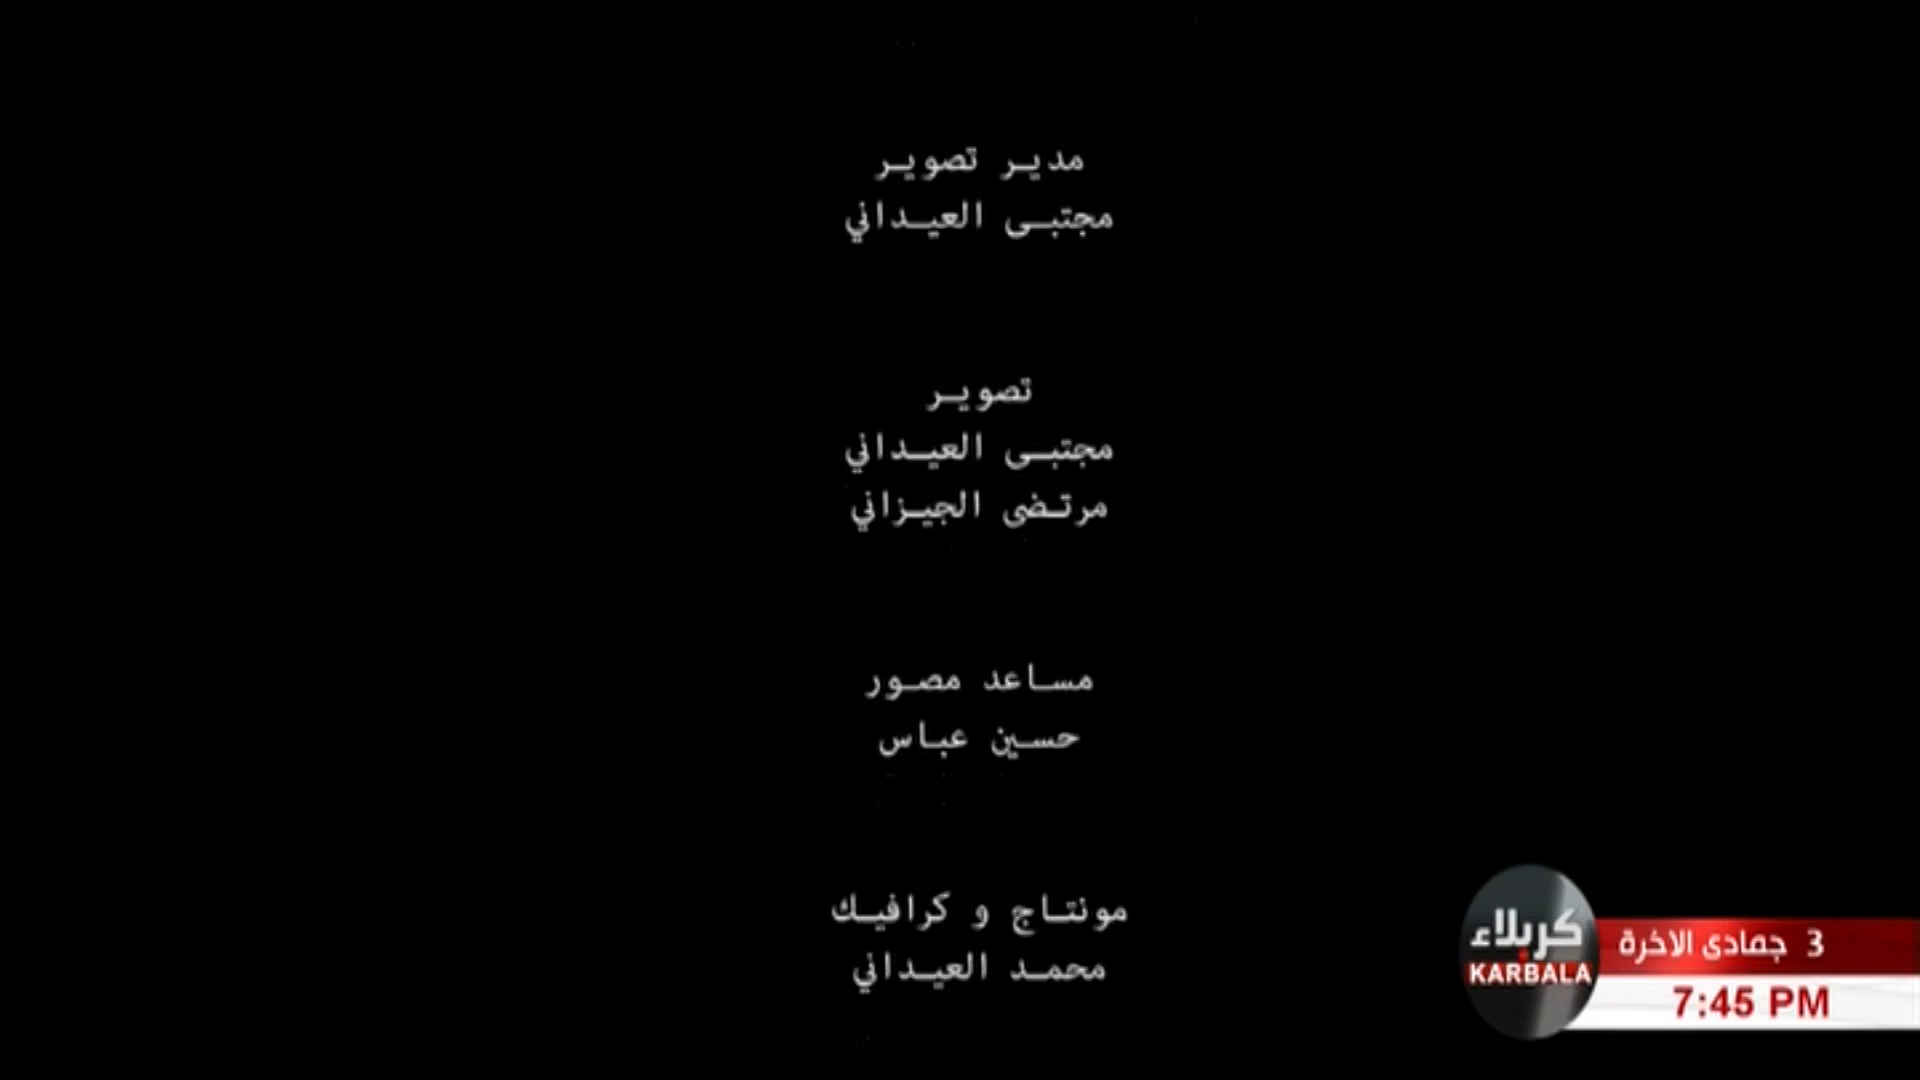 مدير تصوير
مجتبى العيداني
تصوير
مجتبى العيداني
مرتضى الجيزاني
مساعد مصور
حسين عباس
مونتاج و كرافيك
محمد العيداني
كربلاء
KARBALA
3 جمادى الاخرة
7:45 PM